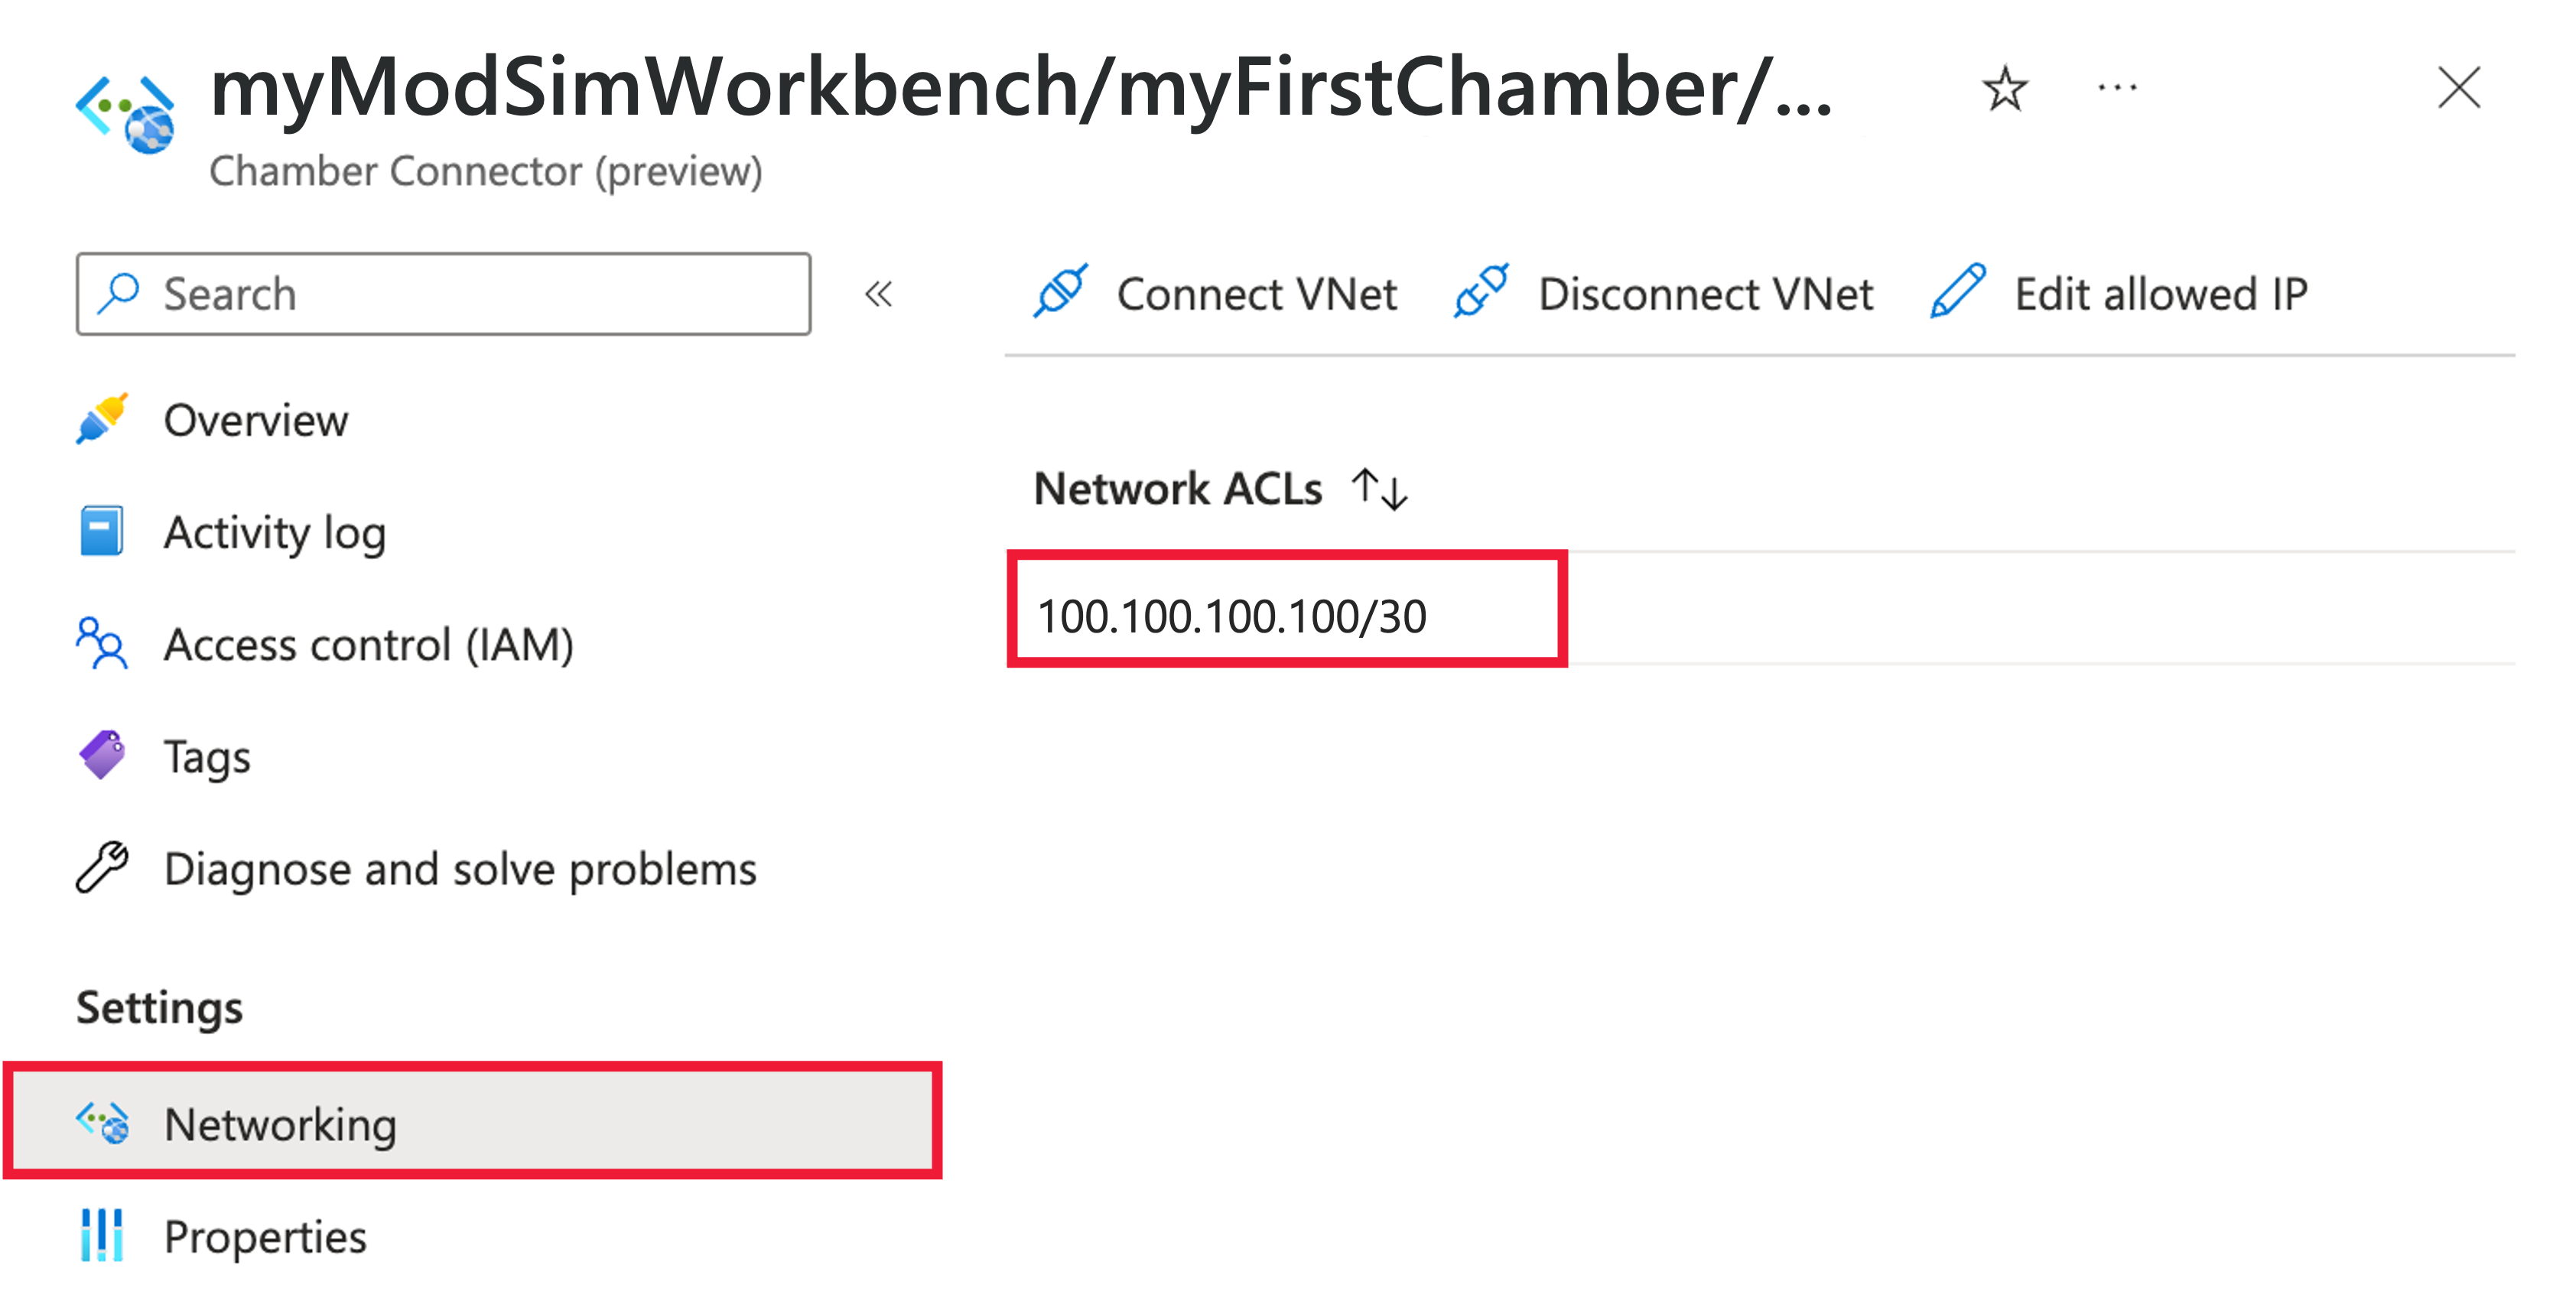 myModSimWorkbench/myFirstChamber/...
Chamber Connector (preview)
Search
Connect VNet
Disconnect VNet
Edit allowed IP
Overview
Activity log
Access control (IAM)
Tags
Diagnose and solve problems
Settings
Networking
Properties
Network ACLs
100.100.100.100/30